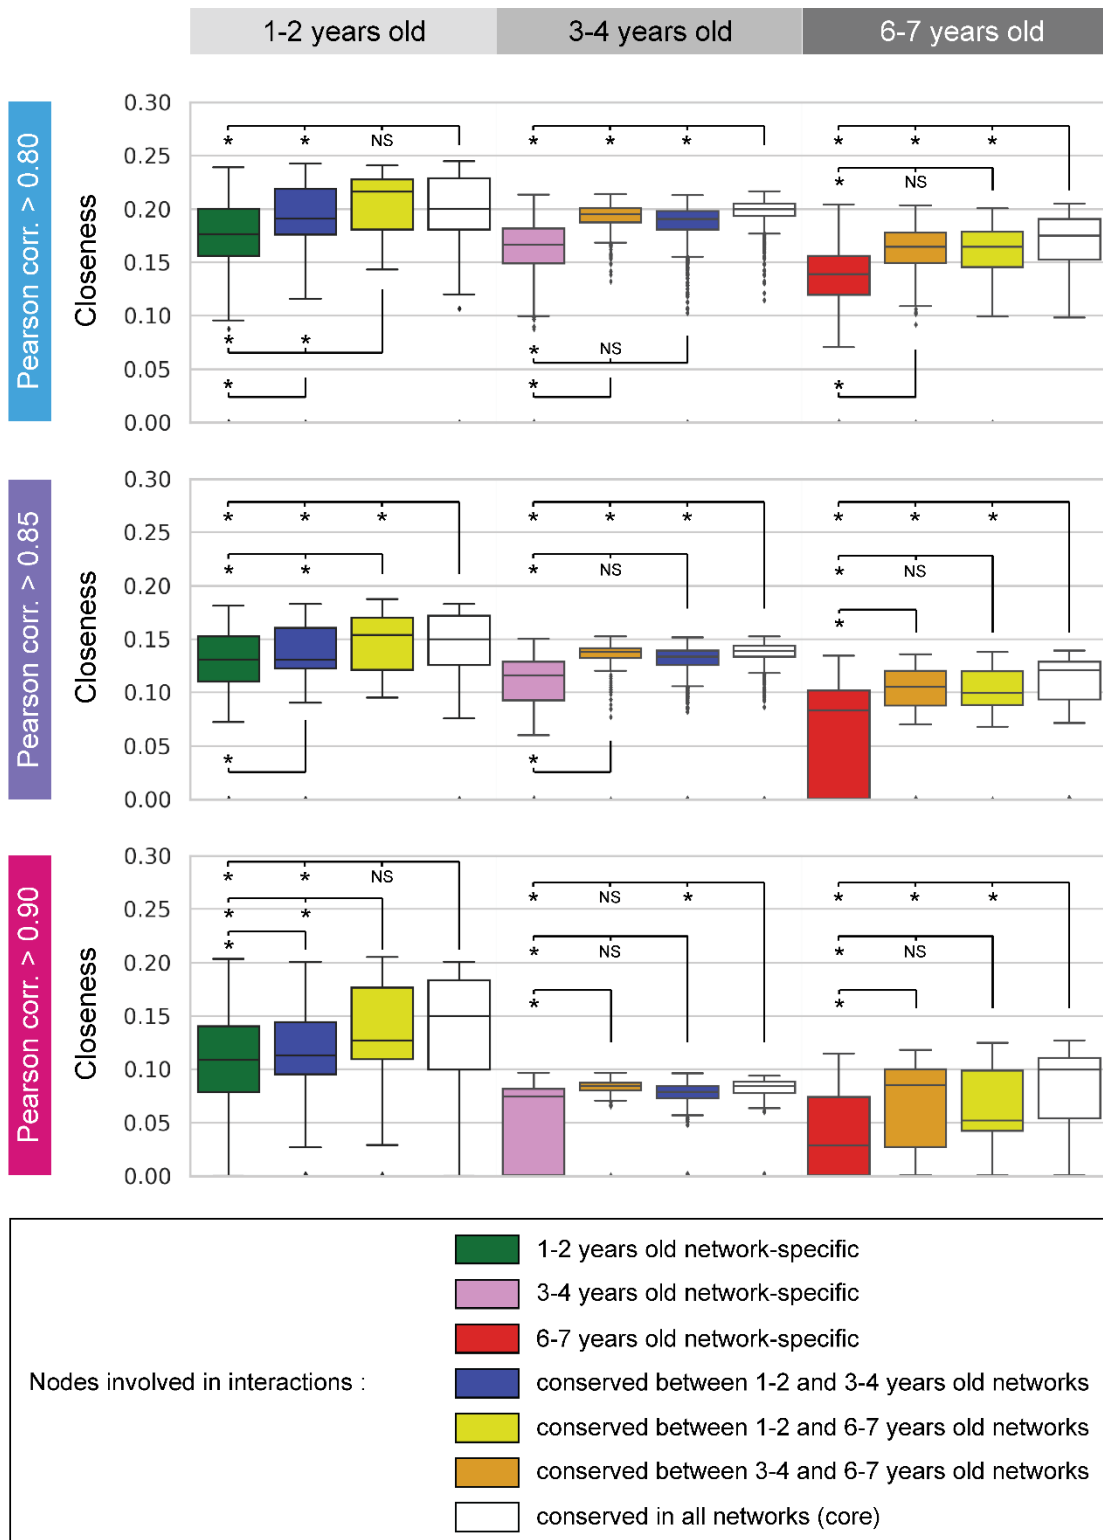 1-2 years old 3-4 years old 6-7 years old
Pearson corr. > 0.80
Closeness
0.30
* * NS * * * * * *
0.25
* NS
0.20
0.15
0.10
* * * NS
0.05
* * *
0.00
Pearson corr. > 0.85
Closeness
0.30
0.25
* * * * * * * * *
0.20
* * * NS * NS
*
0.15
0.10
0.05
* *
0.00
Pearson corr. > 0.90
Closeness
0.30
* * NS * NS * * * *
0.25
* * * NS * NS
* * *
0.20
0.15
0.10
0.05
0.00
Nodes involved in interactions :
1-2 years old network-specific
3-4 years old network-specific
6-7 years old network-specific
conserved between 1-2 and 3-4 years old networks
conserved between 1-2 and 6-7 years old networks
conserved between 3-4 and 6-7 years old networks
conserved in all networks (core)